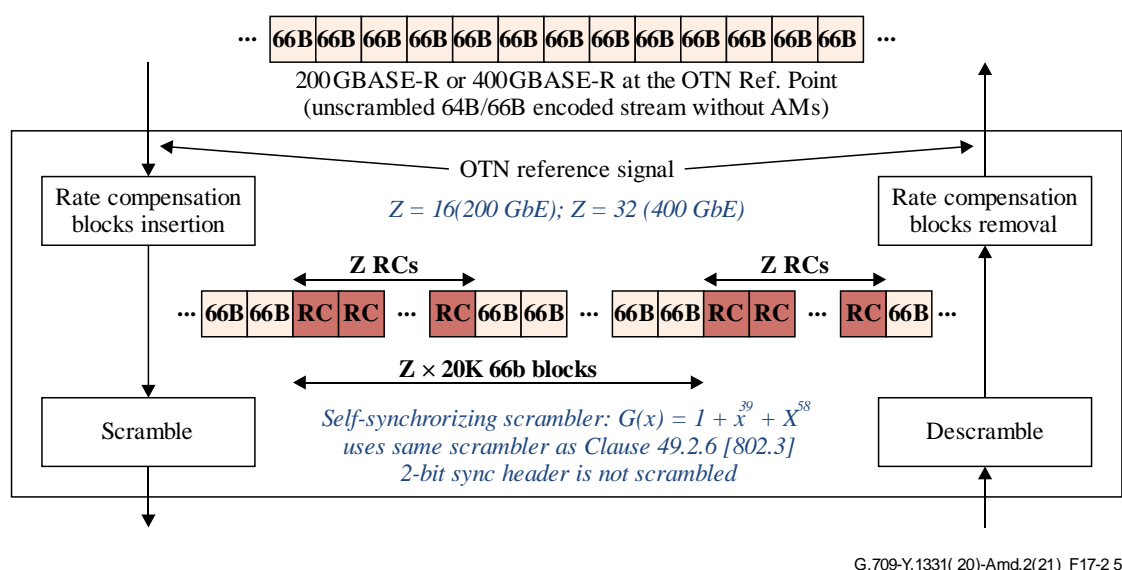 ... 66B 66B 66B 66B 66B 66B 66B 66B 66B 66B 66B 66B 66B ...
200GBASE-R or 400GBASE-R at the OTN Ref. Point
(unscrambled 64B/66B encoded stream without AMs)
OTN reference signal
Rate compensation
blocks insertion
Z = 16(200 GbE); Z = 32 (400 GbE)
Rate compensation
blocks removal
Z RCs
Z RCs
... 66B 66B RC RC ... RC 66B 66B ... 66B 66B RC RC ... RC 66B ...
Z × 20K 66b blocks
Scramble
Self-synchrorizing scrambler: G(x) = 1 + x^39 + X^58
uses same scrambler as Clause 49.2.6 [802.3]
2-bit sync header is not scrambled
Descramble
G.709-Y.1331( 20)-Amd.2(21)_F17-2 5